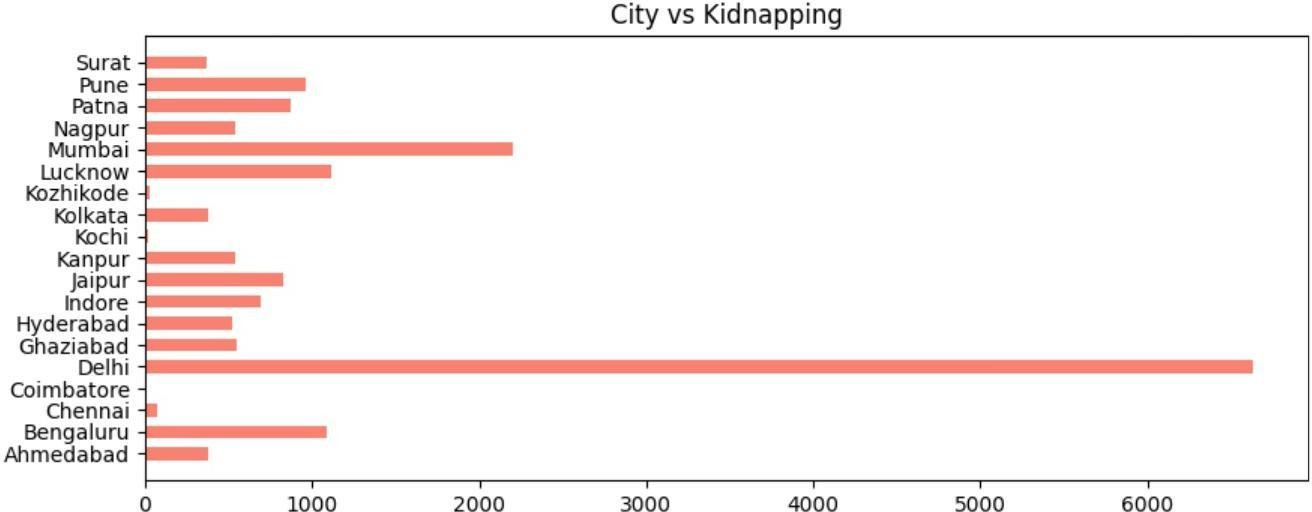 City vs Kidnapping
Surat
Pune
Patna
Nagpur
Mumbai
Lucknow
Kozhikode
Kolkata
Kochi
Kanpur
Jaipur
Indore
Hyderabad
Ghaziabad
Delhi
Coimbatore
Chennai
Bengaluru
Ahmedabad
0 1000 2000 3000 4000 5000 6000